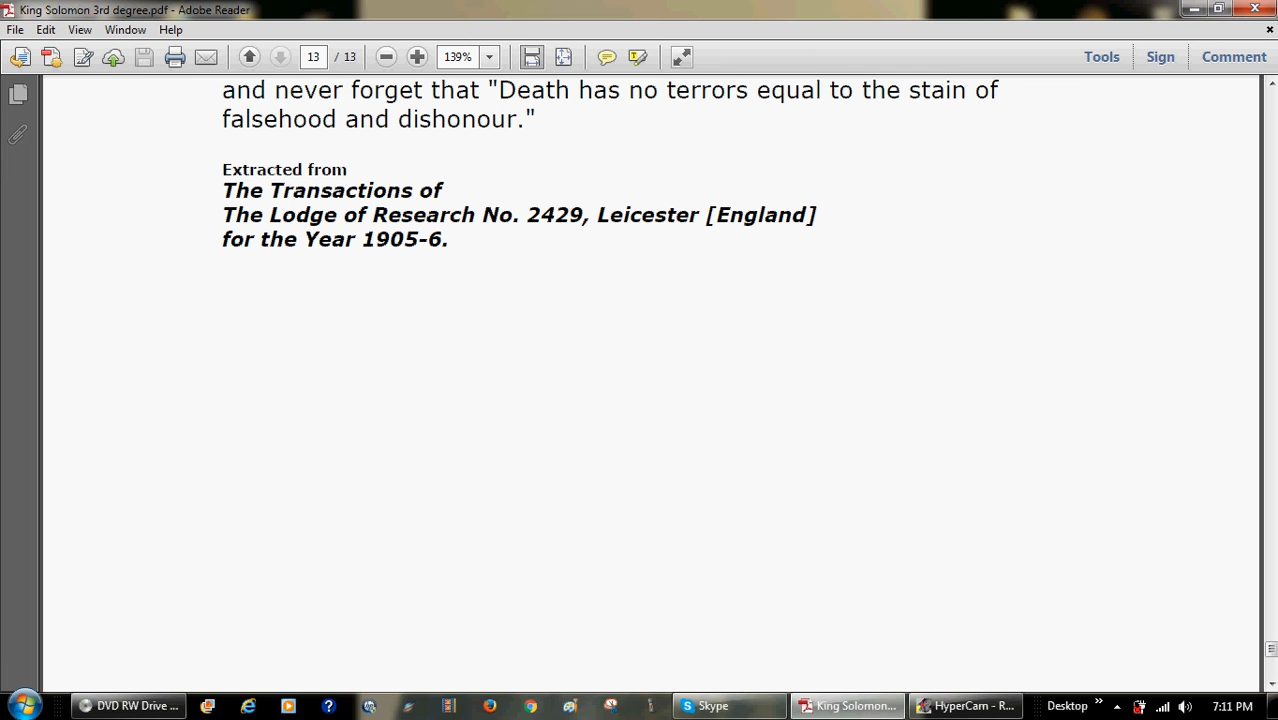 King Solomon 3rd degree.pdf - Adobe Reader
File Edit View Window Help
13 / 13 139% Tools Sign Comment
and never forget that "Death has no terrors equal to the stain of
falsehood and dishonour."
Extracted from
The Transactions of
The Lodge of Research No. 2429, Leicester [England]
for the Year 1905-6.
DVD RW Drive ... Skype King Solomon... HyperCam - R... Desktop 7:11 PM